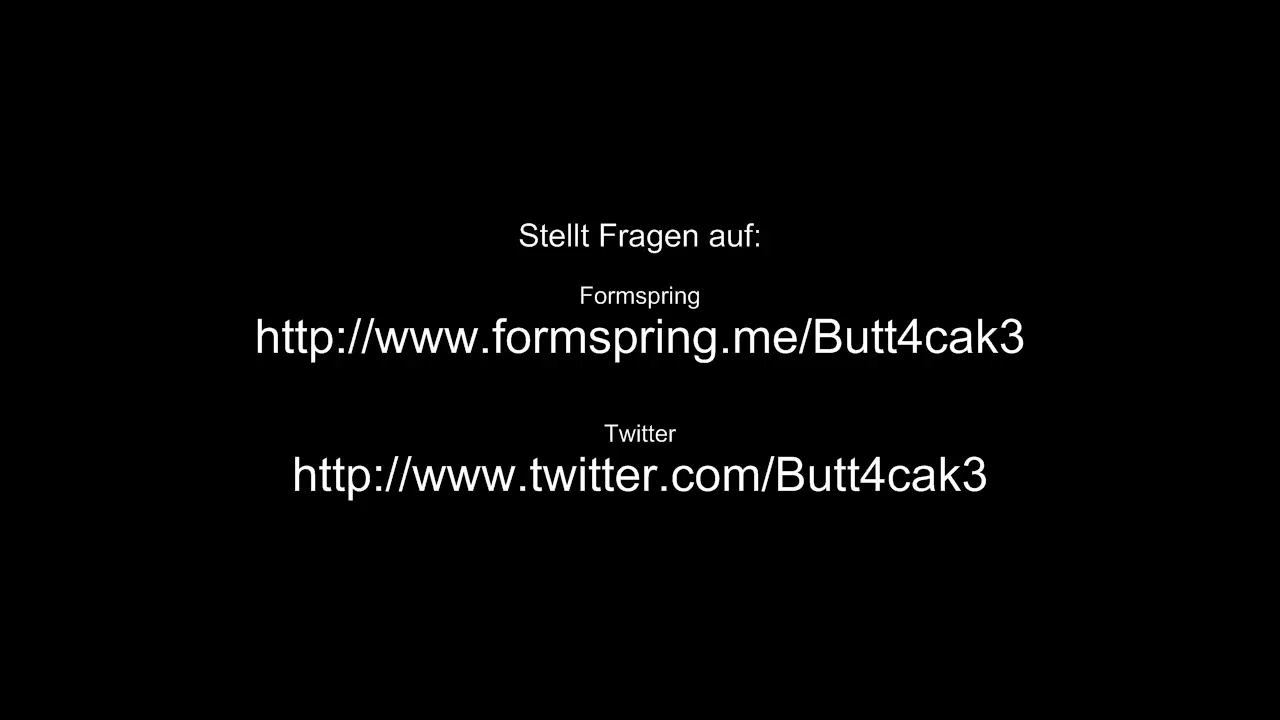 Stellt Fragen auf:
Formspring
http://www.formspring.me/Butt4cak3
Twitter
http://www.twitter.com/Butt4cak3